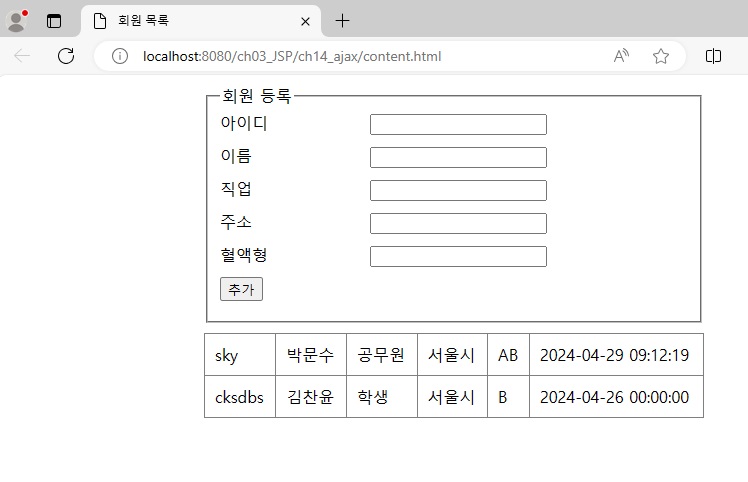 회원 목록
localhost:8080/ch03_JSP/ch14_ajax/content.html
회원 등록
아이디
이름
직업
주소
혈액형
추가
sky 박문수 공무원 서울시 AB 2024-04-29 09:12:19
cksdbs 김찬윤 학생 서울시 B 2024-04-26 00:00:00